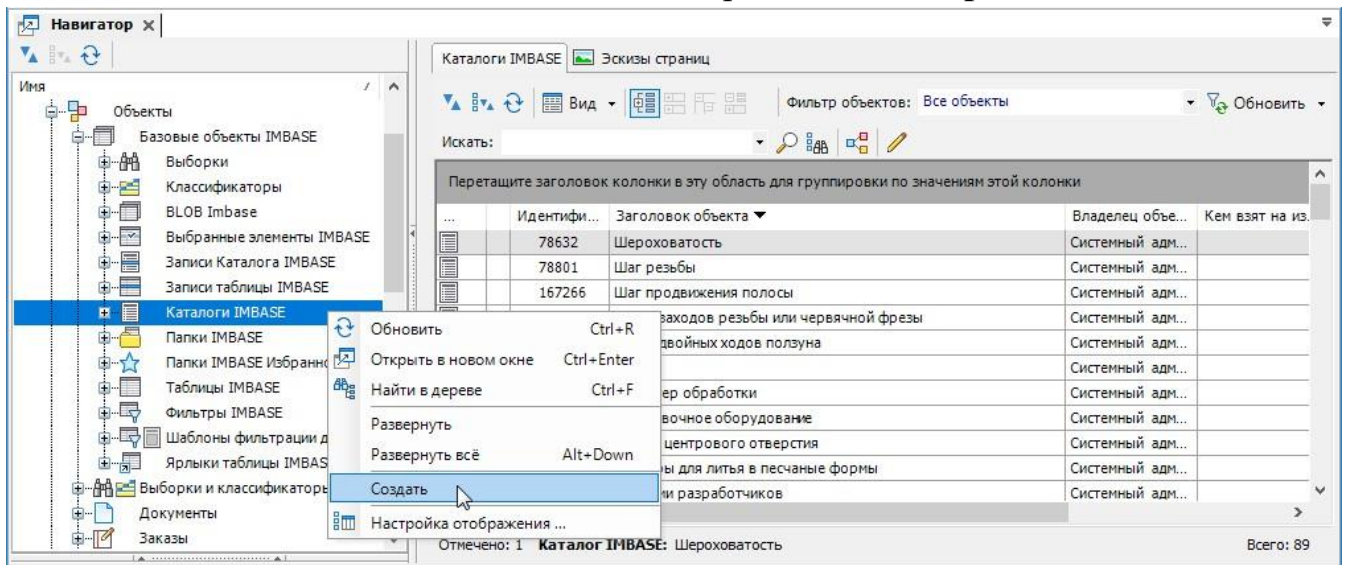 Навигатор
Имя
Объекты
Базовые объекты IMBASE
Выборки
Классификаторы
BLOB Imbase
Выбранные элементы IMBASE
Записи Каталога IMBASE
Записи таблицы IMBASE
Каталоги IMBASE
Папки IMBASE
Папки IMBASE Избранно
Таблицы IMBASE
Фильтры IMBASE
Шаблоны фильтрации д
Ярлыки таблицы IMBAS
Выборки и классификаторы
Документы
Заказы
Обновить Ctrl+R
Открыть в новом окне Ctrl+Enter
Найти в дереве Ctrl+F
Развернуть
Развернуть всё Alt+Down
Создать
Настройка отображения ...
Каталоги IMBASE Эскизы страниц
Вид Фильтр объектов: Все объекты Обновить
Искать:
Перетащите заголовок колонки в эту область для группировки по значениям этой колонки
... Идентифи... Заголовок объекта Владелец объе... Кем взят на из.
78632 Шероховатость Системный адм...
78801 Шаг резьбы Системный адм...
167266 Шаг продвижения полосы Системный адм...
заходов резьбы или червячной фрезы Системный адм...
двойных ходов ползуна Системный адм...
Системный адм...
ер обработки Системный адм...
вочное оборудование Системный адм...
центрового отверстия Системный адм...
ы для литья в песчаные формы Системный адм...
ии разработчиков Системный адм...
Отмечено: 1 Каталог IMBASE: Шероховатость Всего: 89